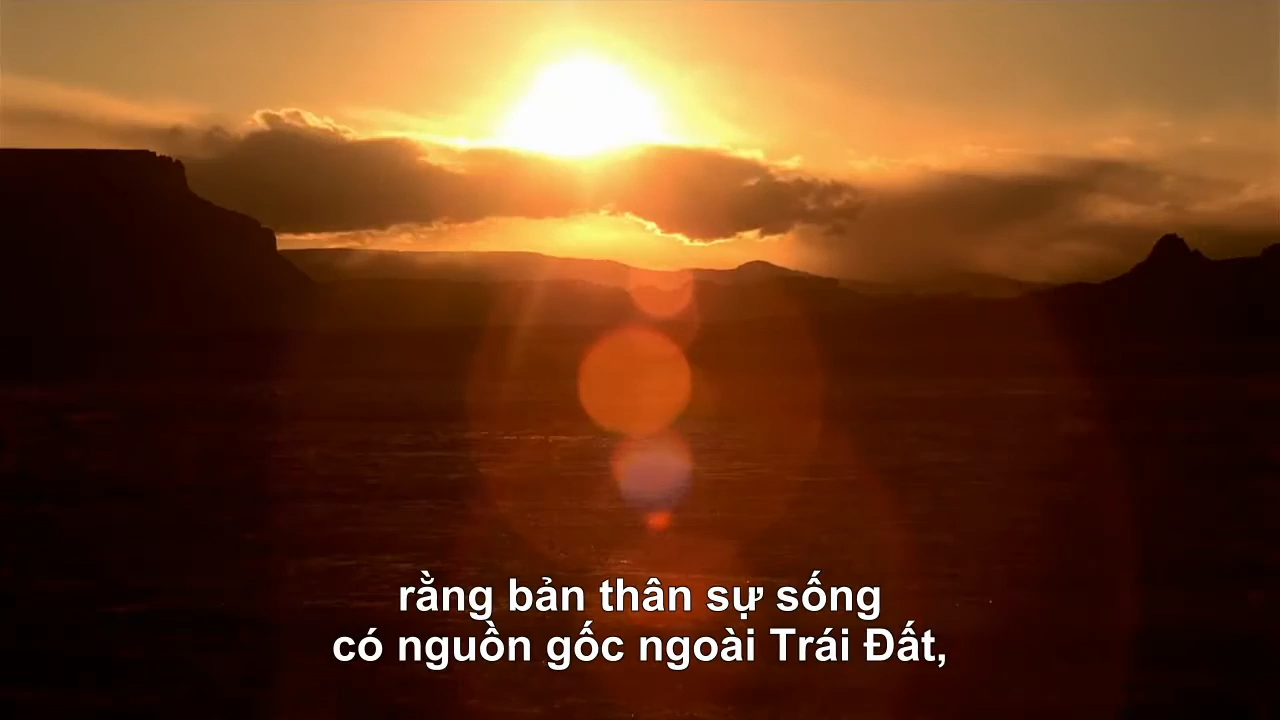 rằng bản thân sự sống
có nguồn gốc ngoài Trái Đất,